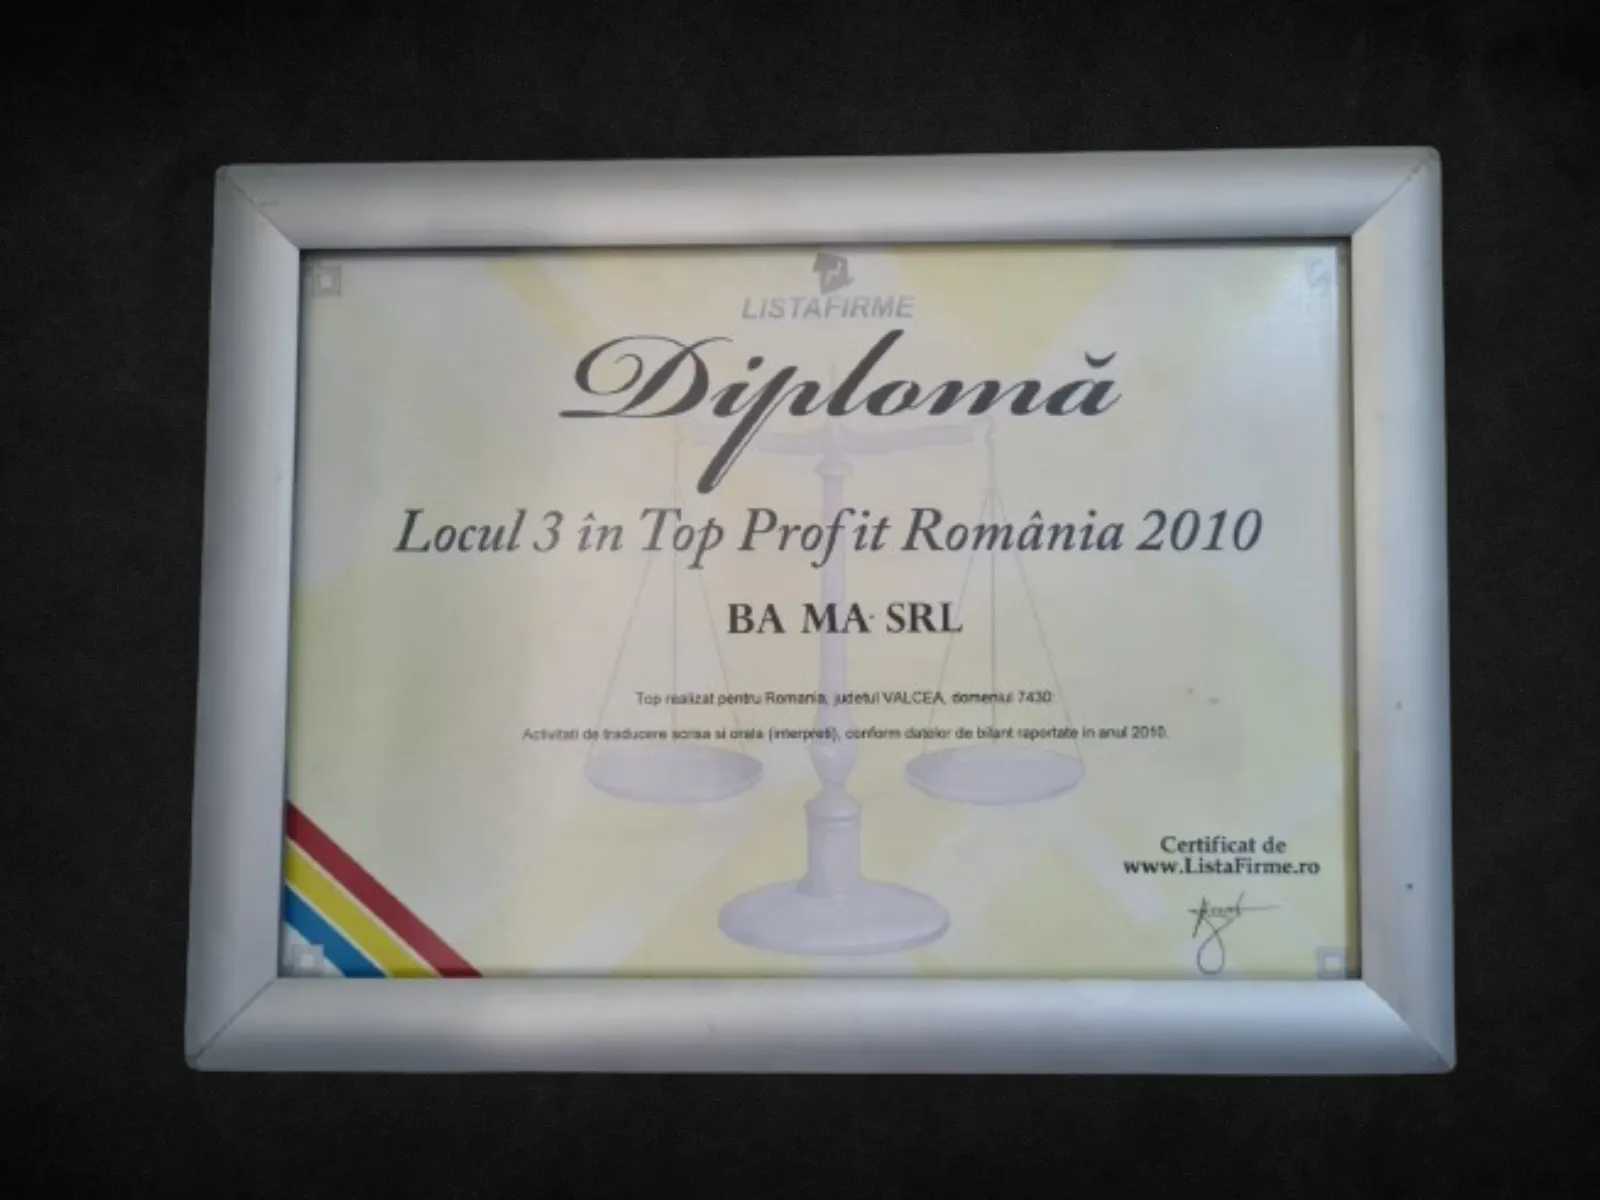 LISTAFIRME
Diplomă
Locul 3 în Top Profit România 2010
BA MA SRL
Top realizat pentru Romania, judetul VALCEA, domeniul 7430
Activitati de traducere scrisa si orala (interpreti), conform datelor de bilant raportate in anul 2010.
Certificat de
www.ListaFirme.ro